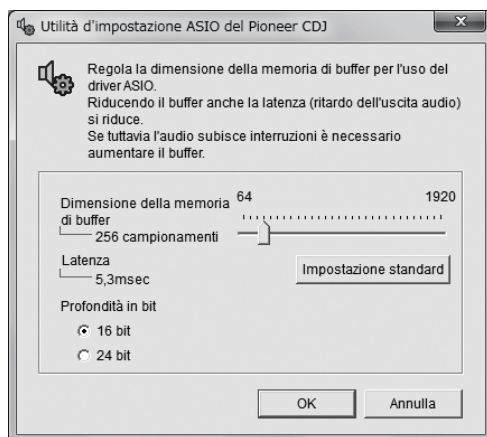 Utilità d'impostazione ASIO del Pioneer CDJ
Regola la dimensione della memoria di buffer per l'uso del
driver ASIO.
Riducendo il buffer anche la latenza (ritardo dell'uscita audio)
si riduce.
Se tuttavia l'audio subisce interruzioni è necessario
aumentare il buffer.
Dimensione della memoria
di buffer
256 campionamenti
64
1920
Latenza
5,3msec
Impostazione standard
Profondità in bit
16 bit
24 bit
OK
Annulla